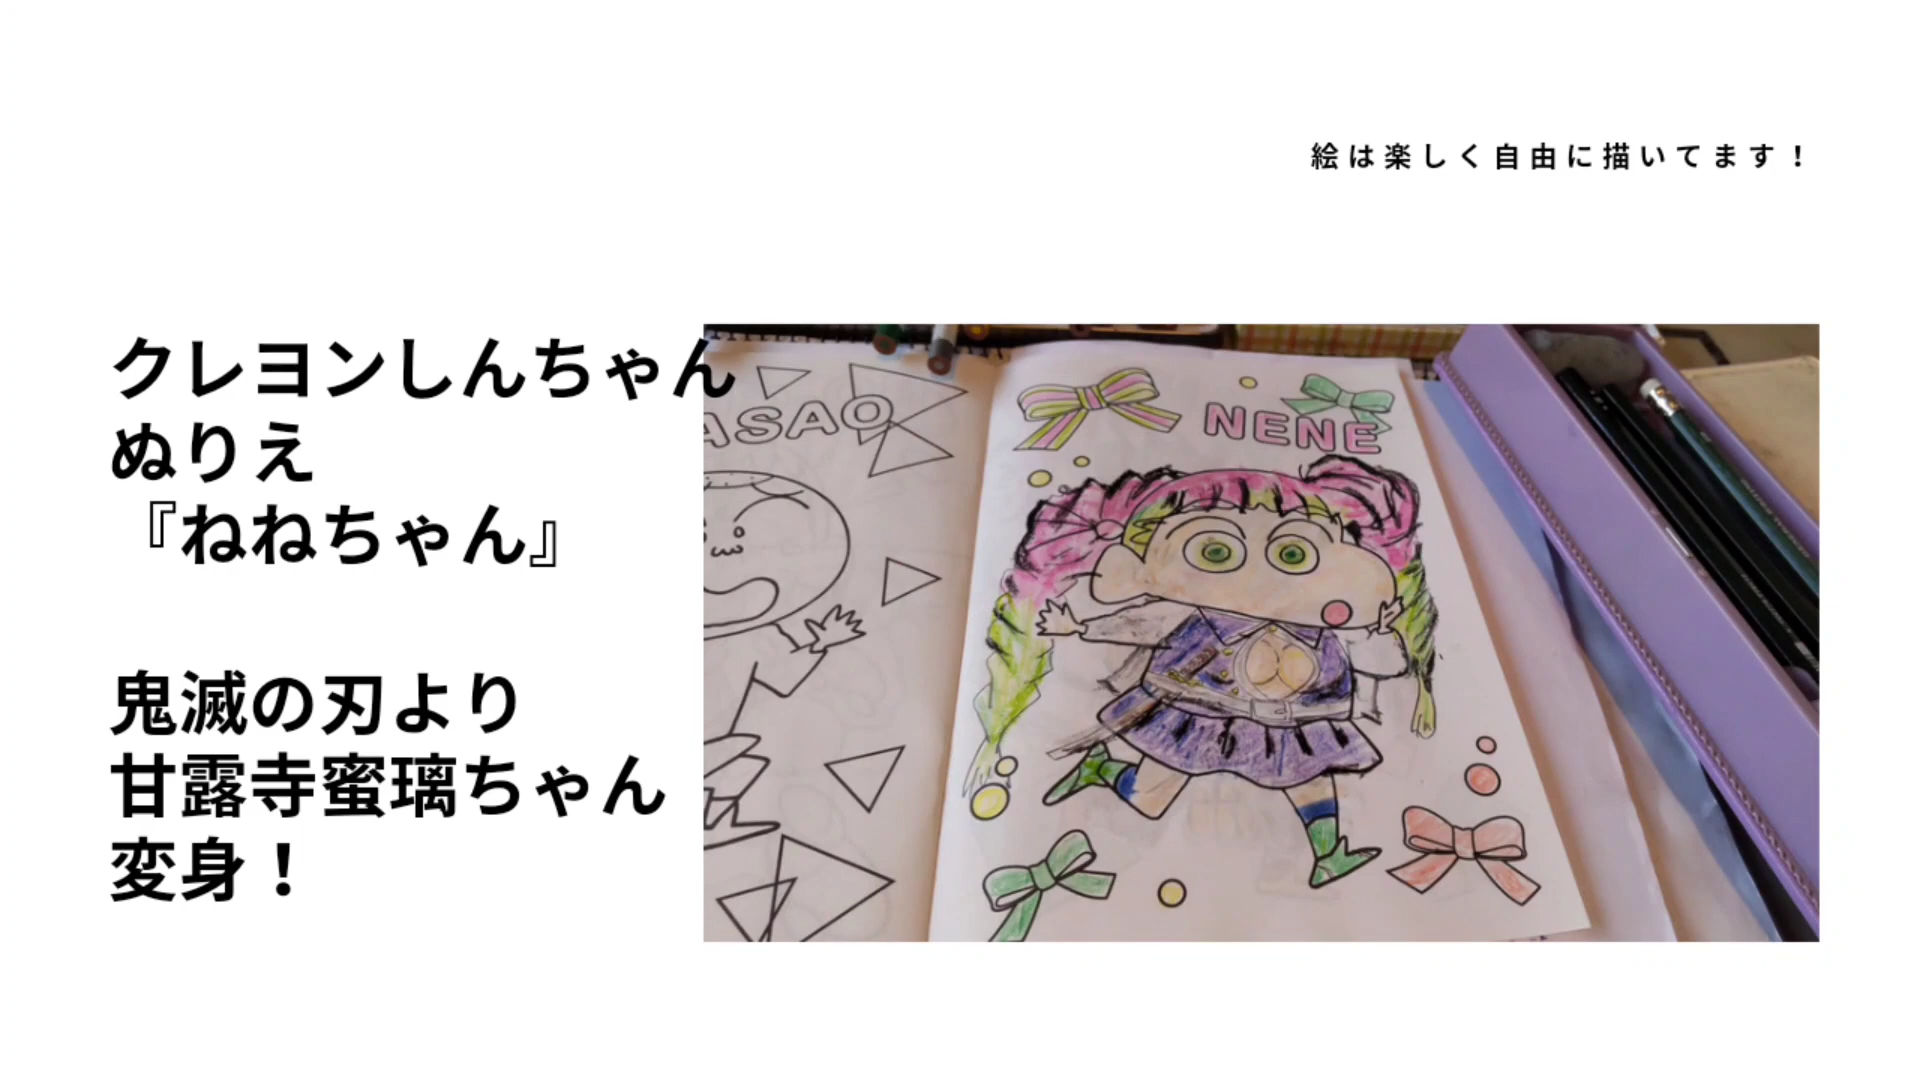 絵は楽しく自由に描いてます！
クレヨンしんちゃん
ぬりえ
『ねねちゃん』
鬼滅の刃より
甘露寺蜜璃ちゃん
変身！
ASAO
NENE